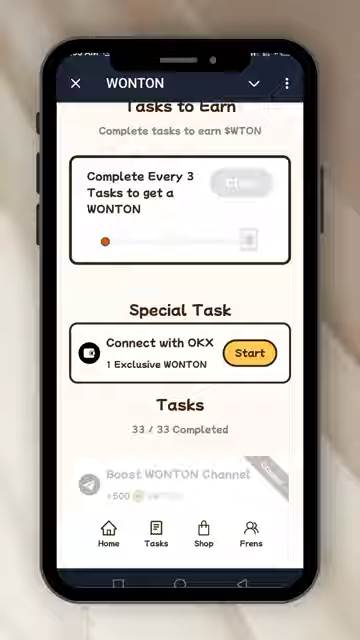 WONTON
Tasks to Earn
Complete tasks to earn $WTON
Complete Every 3
Tasks to get a
WONTON
Special Task
Connect with OKX
1 Exclusive WONTON
Start
Tasks
33 / 33 Completed
Boost WONTON Channel
+500
Home
Tasks
Shop
Frens